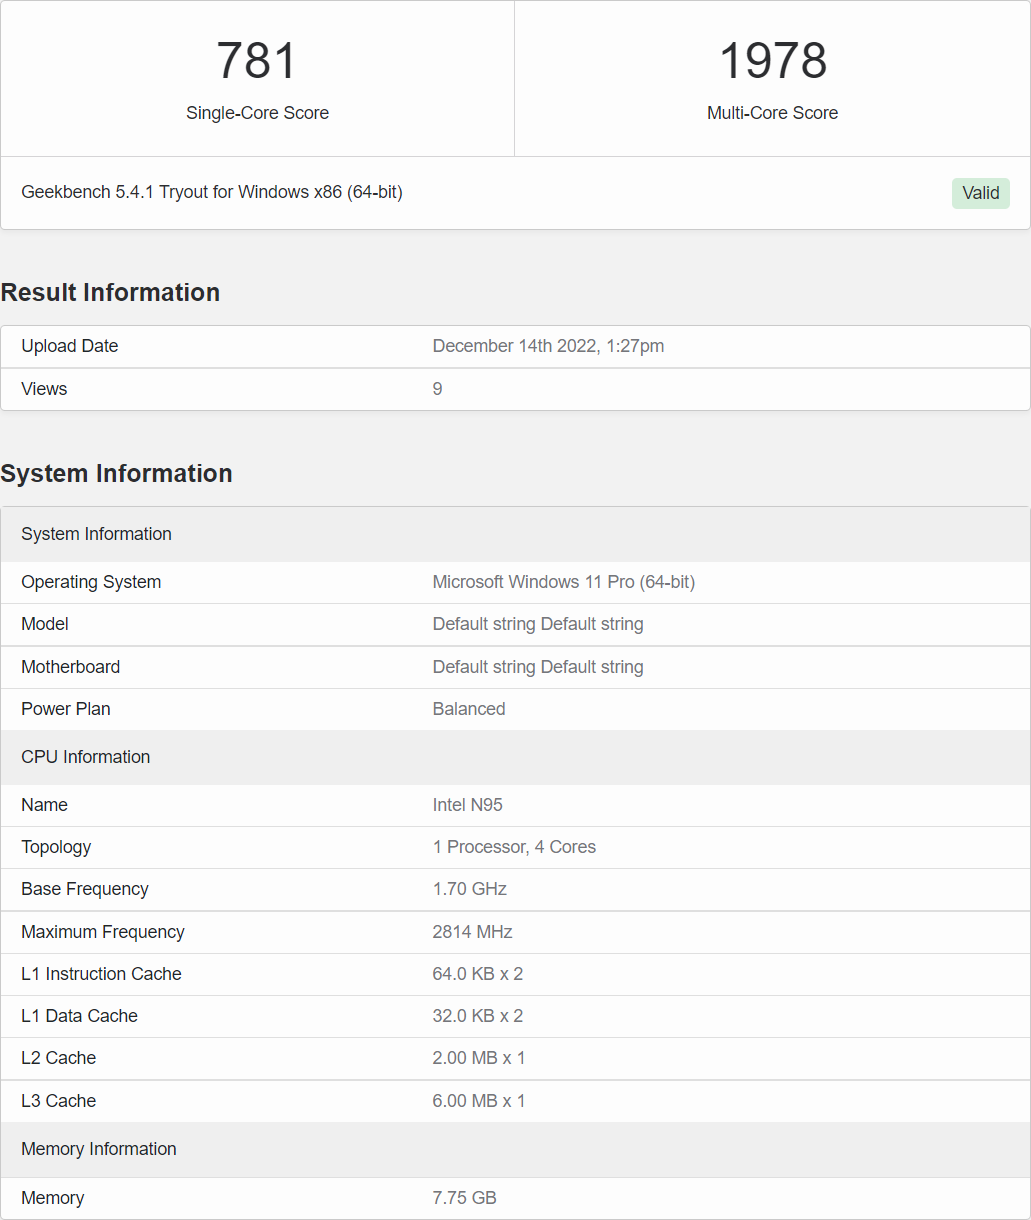 781
Single-Core Score
1978
Multi-Core Score
Geekbench 5.4.1 Tryout for Windows x86 (64-bit)
Valid
Result Information
Upload Date December 14th 2022, 1:27pm
Views 9
System Information
System Information
Operating System Microsoft Windows 11 Pro (64-bit)
Model Default string Default string
Motherboard Default string Default string
Power Plan Balanced
CPU Information
Name Intel N95
Topology 1 Processor, 4 Cores
Base Frequency 1.70 GHz
Maximum Frequency 2814 MHz
L1 Instruction Cache 64.0 KB x 2
L1 Data Cache 32.0 KB x 2
L2 Cache 2.00 MB x 1
L3 Cache 6.00 MB x 1
Memory Information
Memory 7.75 GB